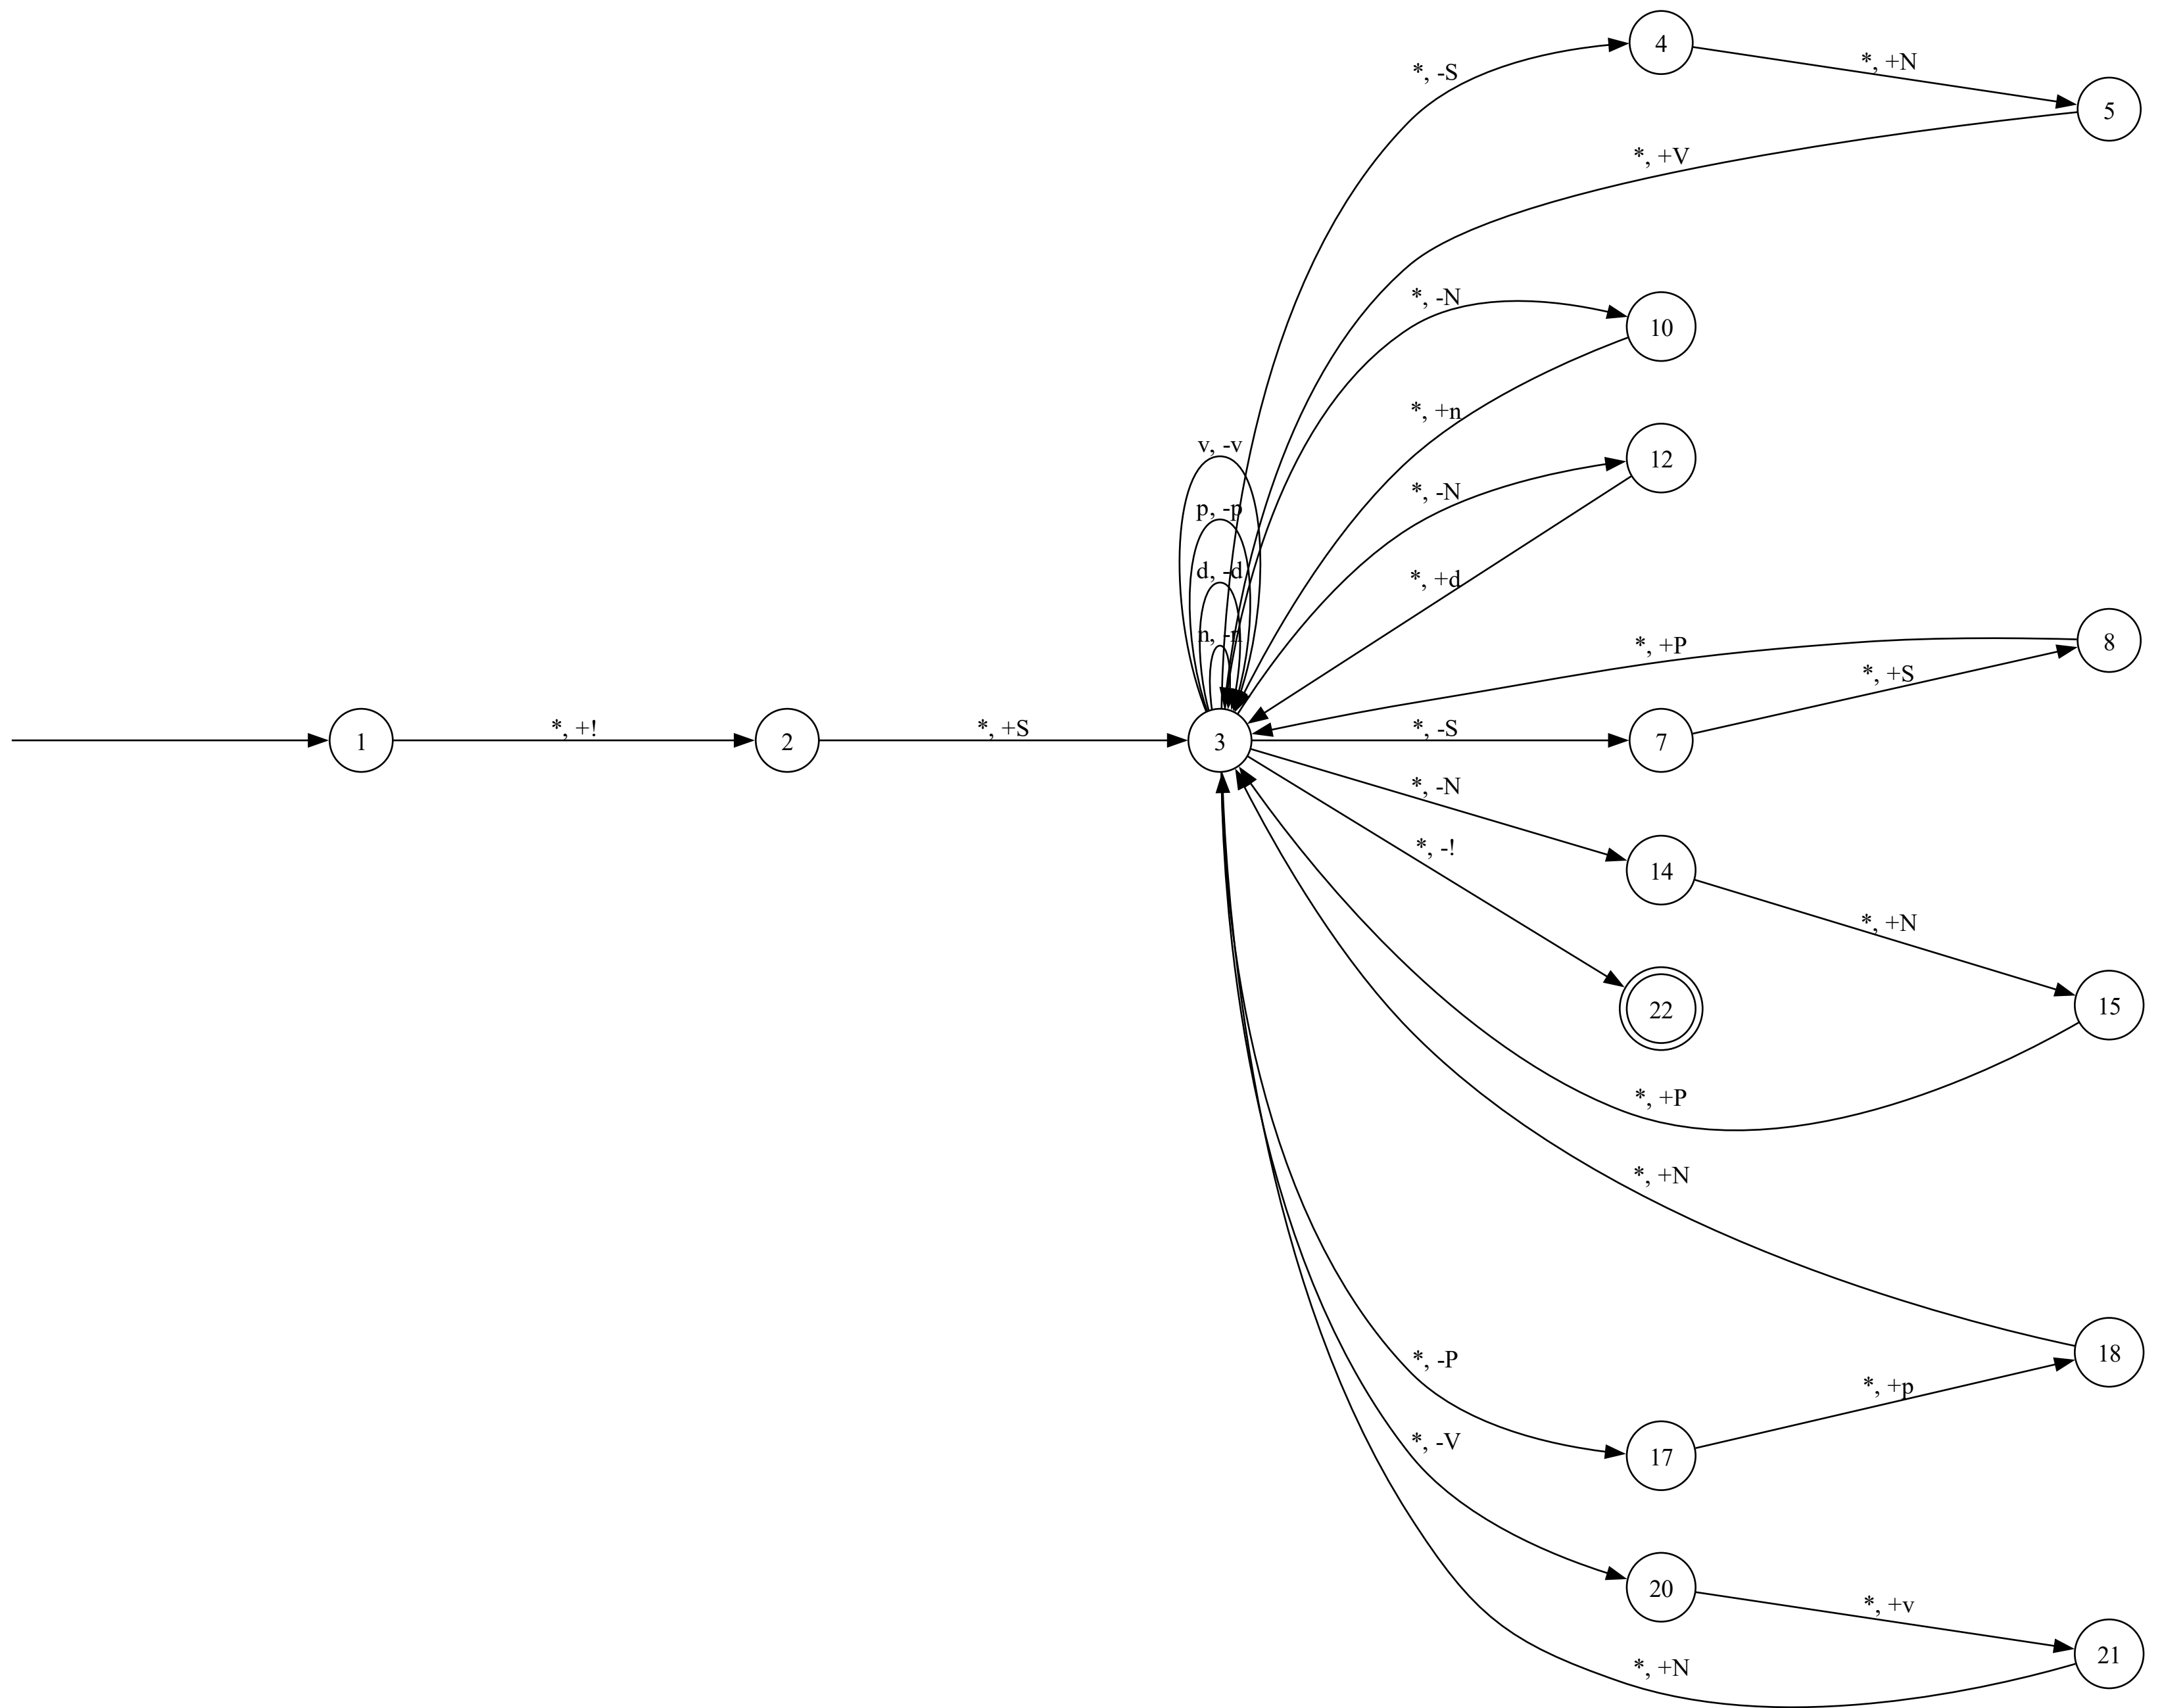 4
*, -S
*, +N
5
*, +V
*, -N
10
*, +n
v, -v
12
*, -N
p, -p
d, -d
*, +d
n, -n
8
*, +P
*, +S
1
*, +!
2
*, +S
3
*, -S
7
*, -N
*, -!
14
*, +N
22
15
*, +P
*, +N
18
*, -P
*, +p
17
*, -V
20
*, +v
21
*, +N